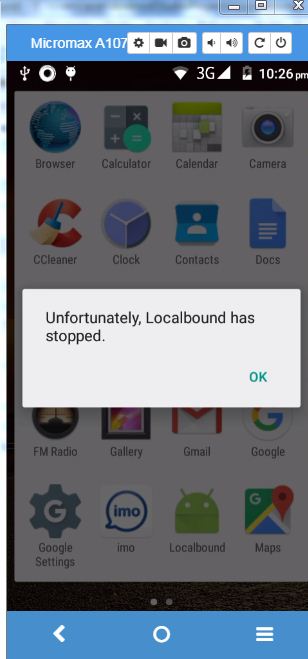 Micromax A107
3G 10:26 pm
Browser Calculator Calendar Camera
CCleaner Clock Contacts Docs
Unfortunately, Localbound has
stopped.
OK
FM Radio Gallery Gmail Google
G G
imo
Google Settings imo Localbound Maps